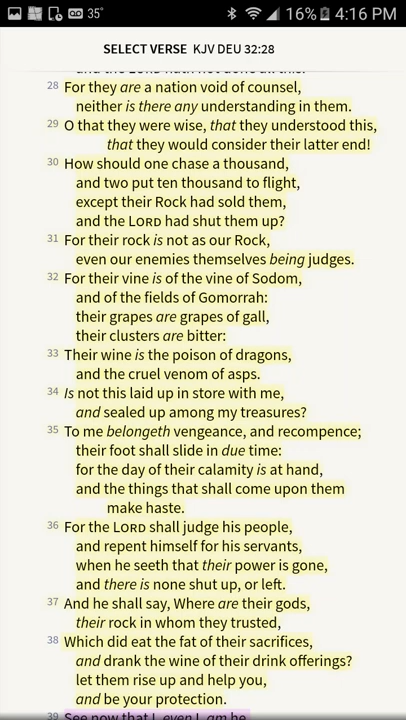 35°
16% 4:16 PM
SELECT VERSE KJV DEU 32:28
and the LORD hath not done all this.
28 For they are a nation void of counsel,
neither is there any understanding in them.
29 O that they were wise, that they understood this,
that they would consider their latter end!
30 How should one chase a thousand,
and two put ten thousand to flight,
except their Rock had sold them,
and the LORD had shut them up?
31 For their rock is not as our Rock,
even our enemies themselves being judges.
32 For their vine is of the vine of Sodom,
and of the fields of Gomorrah:
their grapes are grapes of gall,
their clusters are bitter:
33 Their wine is the poison of dragons,
and the cruel venom of asps.
34 Is not this laid up in store with me,
and sealed up among my treasures?
35 To me belongeth vengeance, and recompence;
their foot shall slide in due time:
for the day of their calamity is at hand,
and the things that shall come upon them
make haste.
36 For the LORD shall judge his people,
and repent himself for his servants,
when he seeth that their power is gone,
and there is none shut up, or left.
37 And he shall say, Where are their gods,
their rock in whom they trusted,
38 Which did eat the fat of their sacrifices,
and drank the wine of their drink offerings?
let them rise up and help you,
and be your protection.
39 See now that I, even I, am he,